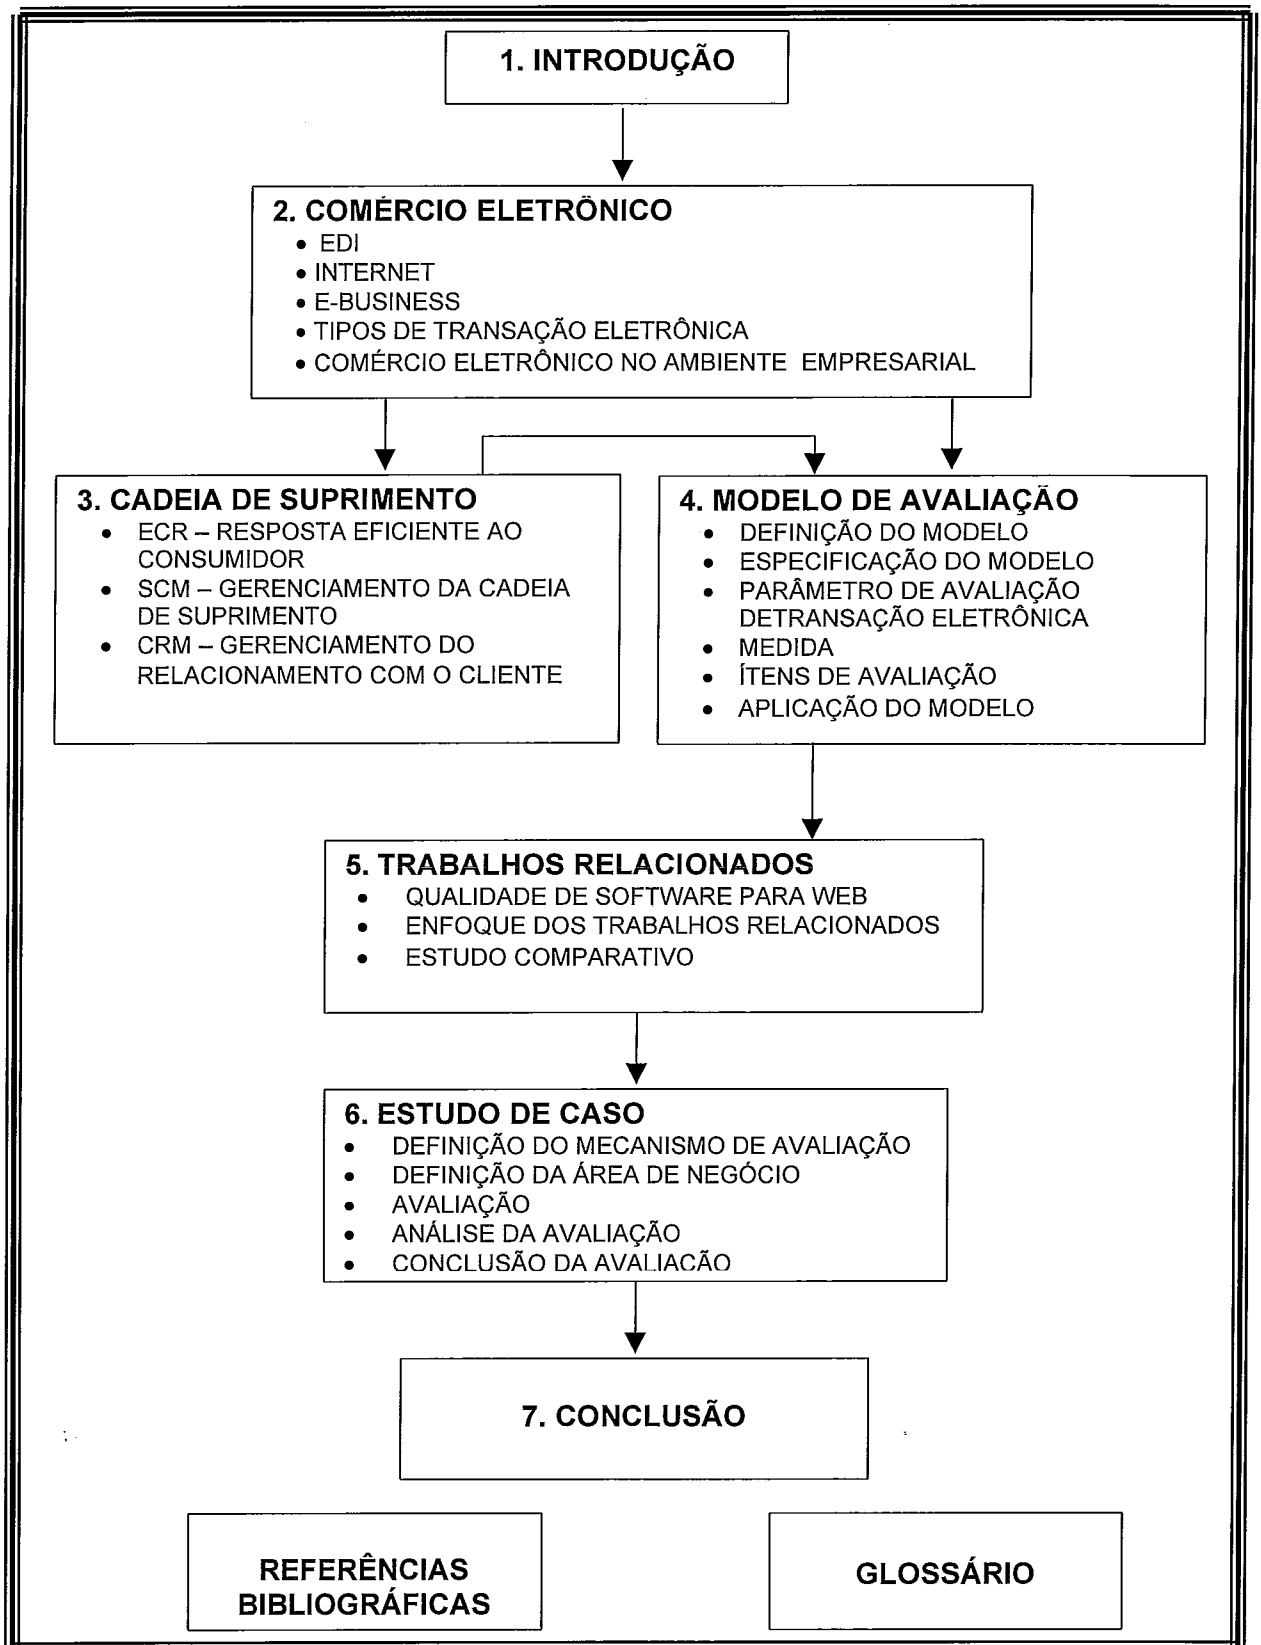 1. INTRODUÇÃO
2. COMÉRCIO ELETRÔNICO
• EDI
• INTERNET
• E-BUSINESS
• TIPOS DE TRANSAÇÃO ELETRÔNICA
• COMÉRCIO ELETRÔNICO NO AMBIENTE EMPRESARIAL
3. CADEIA DE SUPRIMENTO
• ECR – RESPOSTA EFICIENTE AO
CONSUMIDOR
• SCM – GERENCIAMENTO DA CADEIA
DE SUPRIMENTO
• CRM – GERENCIAMENTO DO
RELACIONAMENTO COM O CLIENTE
4. MODELO DE AVALIAÇÃO
• DEFINIÇÃO DO MODELO
• ESPECIFICAÇÃO DO MODELO
• PARÂMETRO DE AVALIAÇÃO
DETRANSAÇÃO ELETRÔNICA
• MEDIDA
• ÍTENS DE AVALIAÇÃO
• APLICAÇÃO DO MODELO
5. TRABALHOS RELACIONADOS
• QUALIDADE DE SOFTWARE PARA WEB
• ENFOQUE DOS TRABALHOS RELACIONADOS
• ESTUDO COMPARATIVO
6. ESTUDO DE CASO
• DEFINIÇÃO DO MECANISMO DE AVALIAÇÃO
• DEFINIÇÃO DA ÁREA DE NEGÓCIO
• AVALIAÇÃO
• ANÁLISE DA AVALIAÇÃO
• CONCLUSÃO DA AVALIAÇÃO
7. CONCLUSÃO
REFERÊNCIAS
BIBLIOGRÁFICAS
GLOSSÁRIO